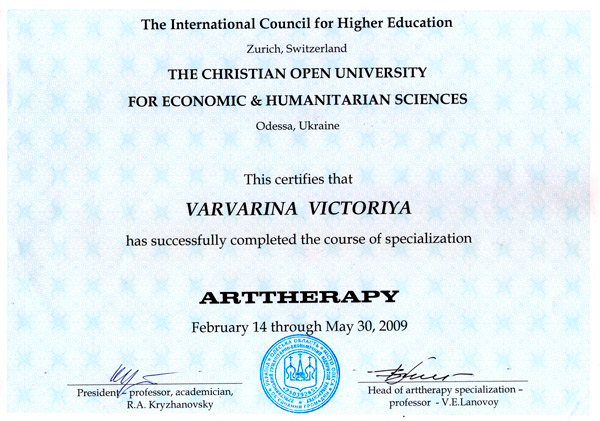 The International Council for Higher Education
Zurich, Switzerland
THE CHRISTIAN OPEN UNIVERSITY
FOR ECONOMIC & HUMANITARIAN SCIENCES
Odessa, Ukraine
This certifies that
VARVARINA VICTORIYA
has successfully completed the course of specialization
ARTTHERAPY
February 14 through May 30, 2009
President - professor, academician,
R.A. Kryzhanovsky
Head of arttherapy specialization –
professor - V.E.Lanovoy